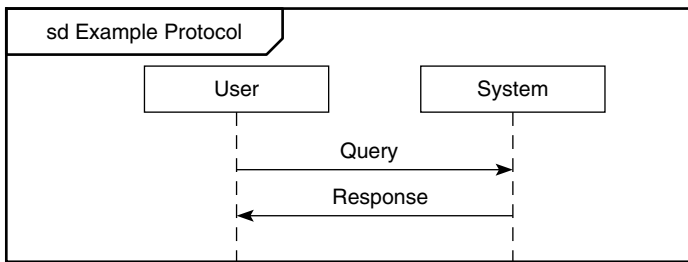 sd Example Protocol
User
System
Query
Response